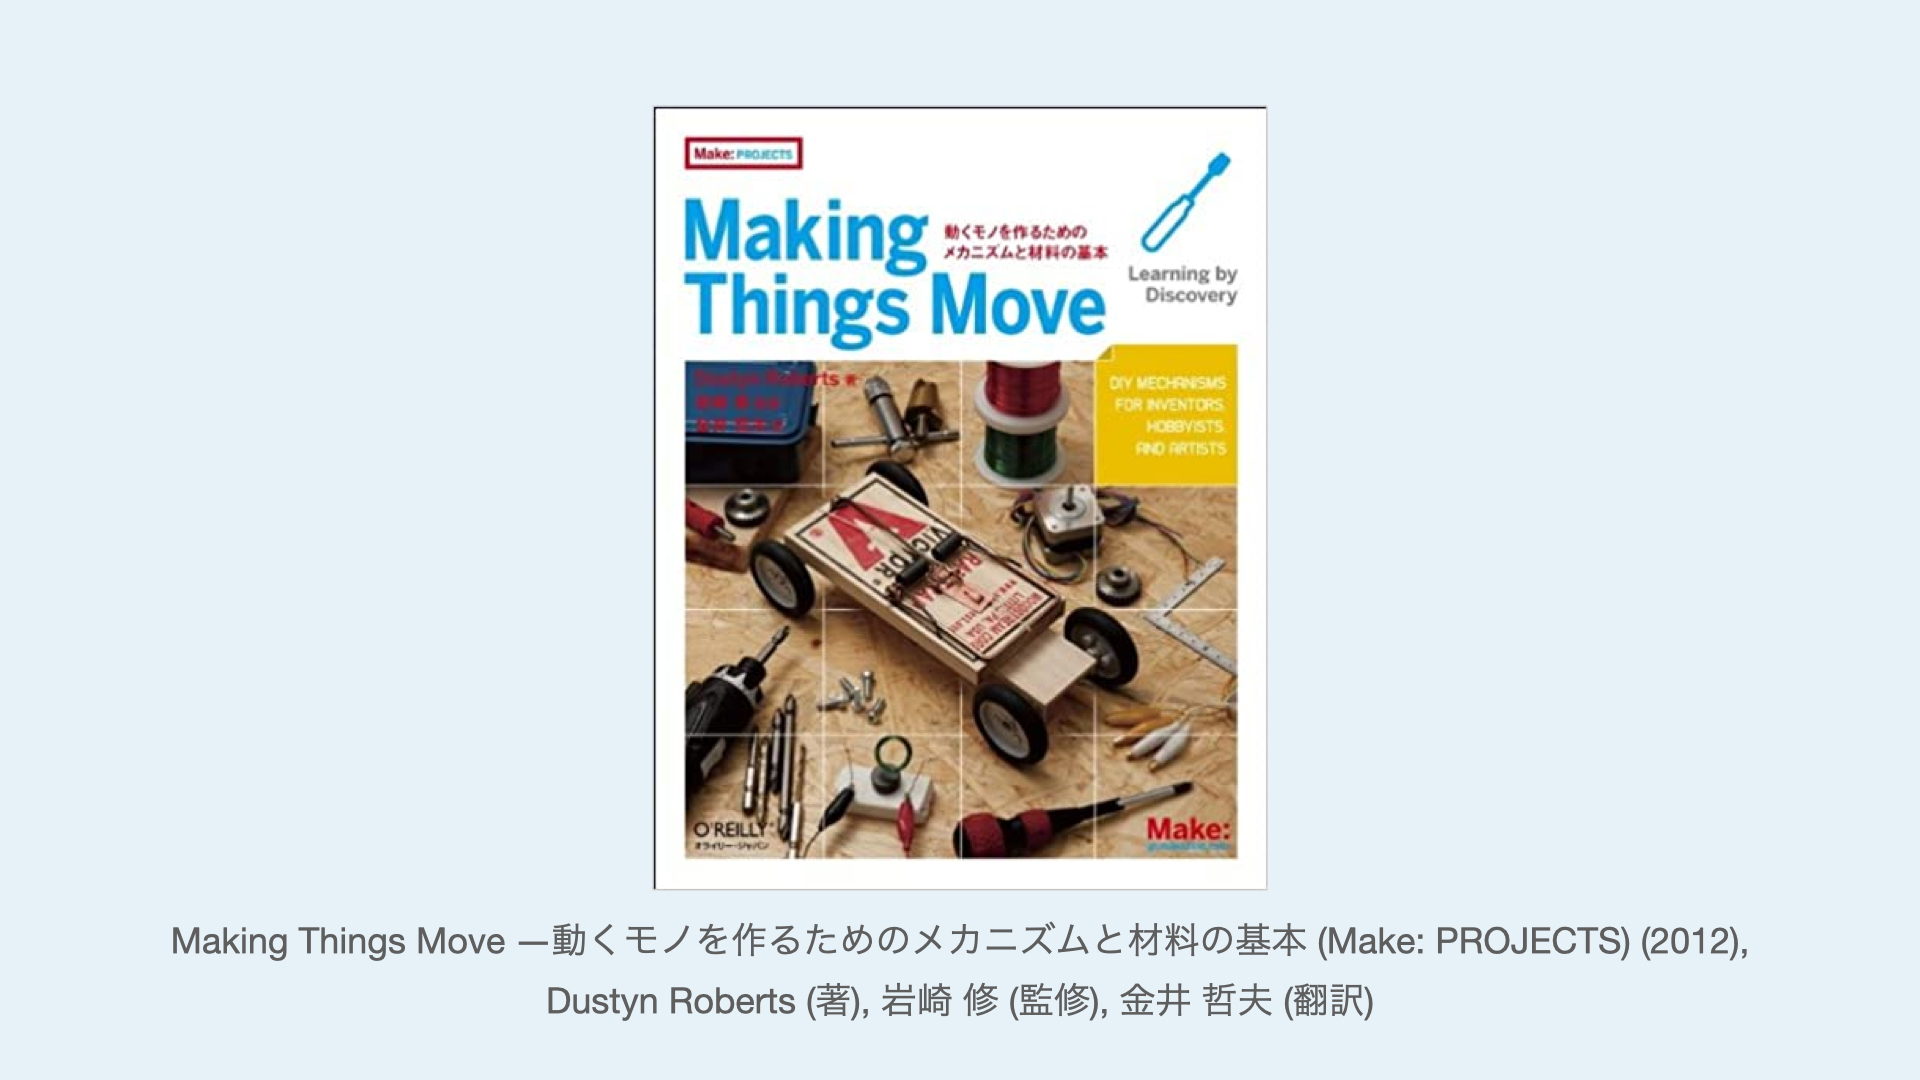 Make: PROJECTS
Making
動くモノを作るための
メカニズムと材料の基本
Things Move
Learning by
Discovery
Dustyn Roberts 著
DIY MECHANISMS
FOR INVENTORS,
HOBBYISTS,
AND ARTISTS
VICTOR
O'REILLY
オライリー・ジャパン
Make:
Making Things Move —動くモノを作るためのメカニズムと材料の基本 (Make: PROJECTS) (2012),
Dustyn Roberts (著), 岩崎 修 (監修), 金井 哲夫 (翻訳)